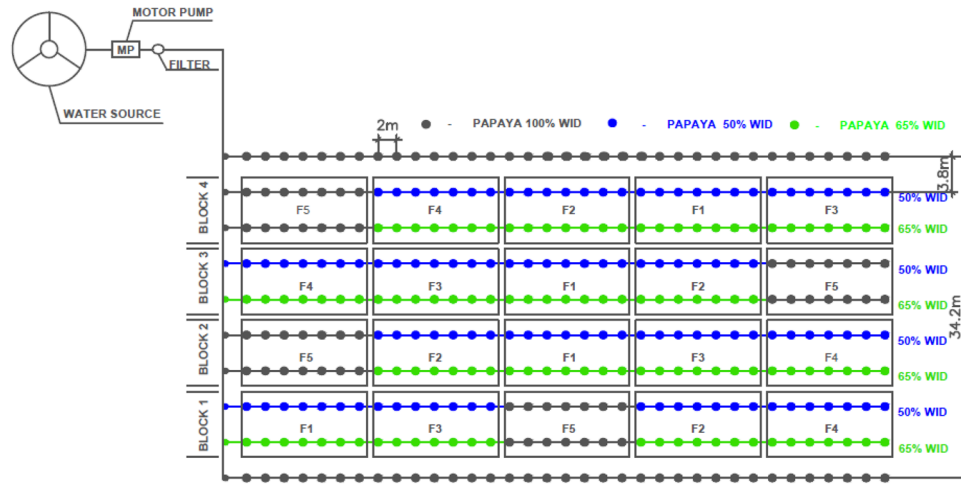 MOTOR PUMP
MP
FILTER
WATER SOURCE
2m
- PAPAYA 100% WID - PAPAYA 50% WID - PAPAYA 65% WID
3.8m
BLOCK 4
F5 F4 F2 F1 F3
50% WID
65% WID
BLOCK 3
F4 F3 F1 F2 F5
50% WID
65% WID
34.2m
BLOCK 2
F5 F2 F1 F3 F4
50% WID
65% WID
BLOCK 1
F1 F3 F5 F2 F4
50% WID
65% WID